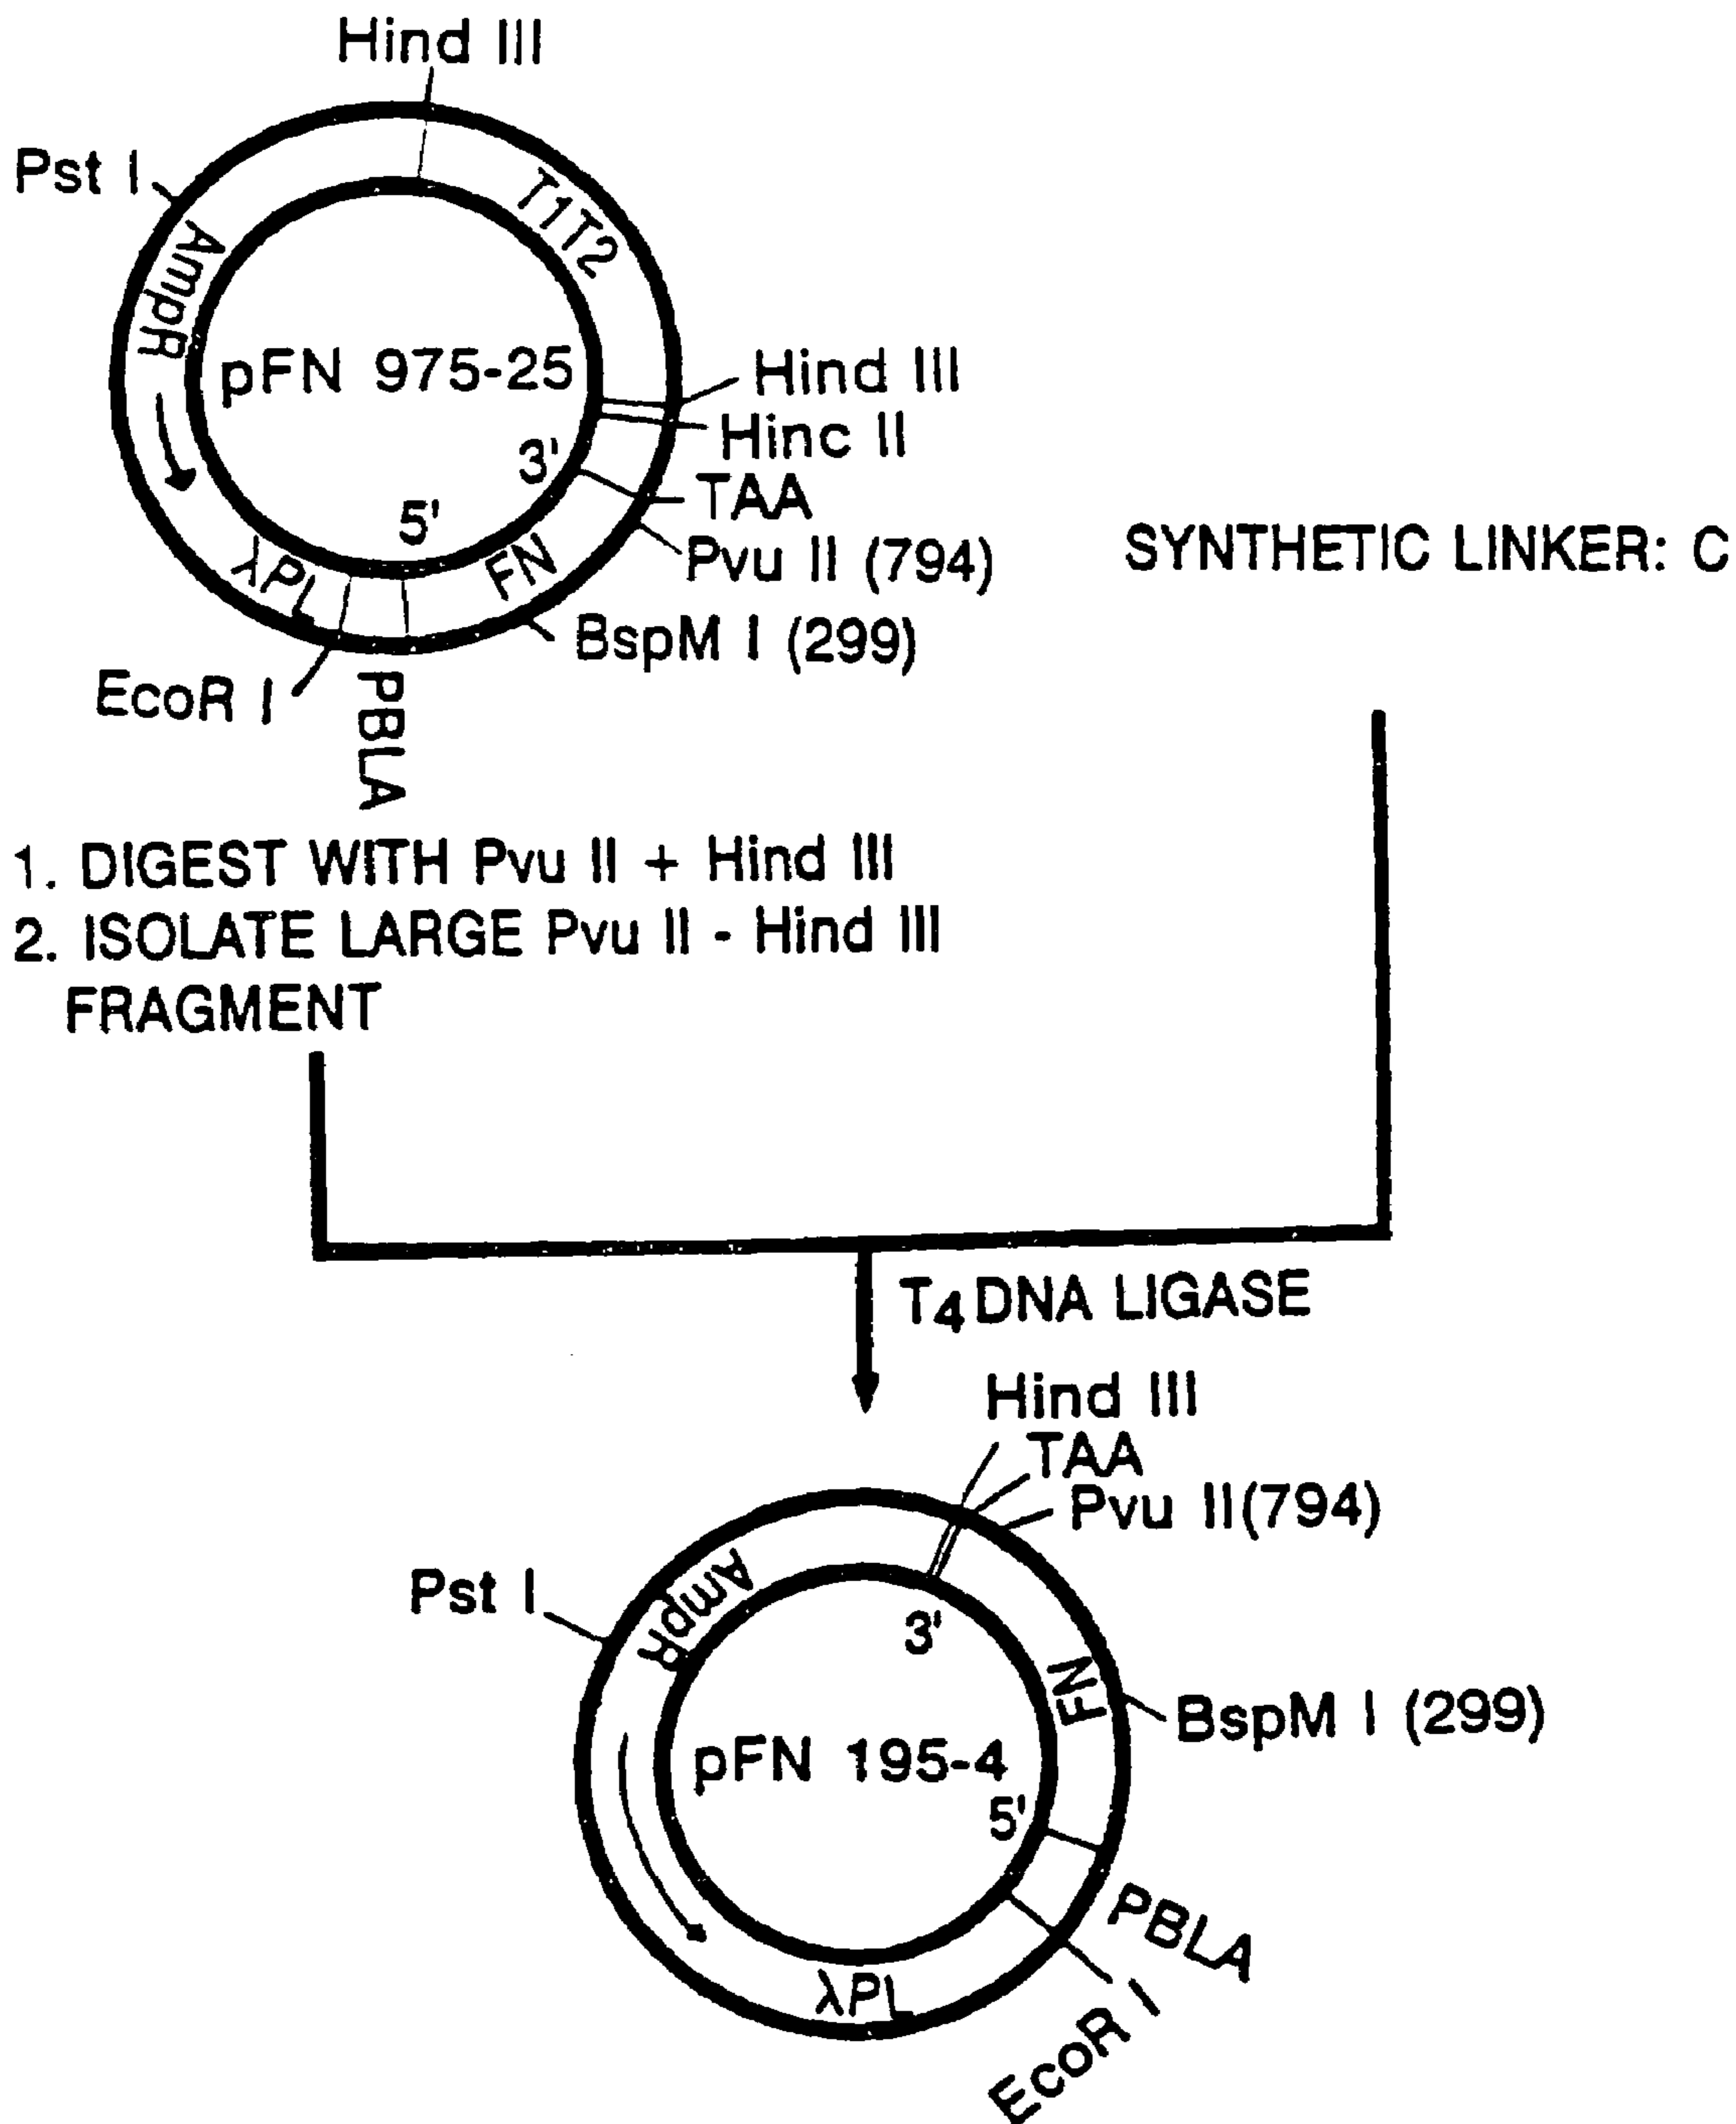 Hind III
Pst I
T1T2
AmpR
pFN 975-25
Hind III
Hinc II
3'
TAA
5'
Pvu II (794)
SYNTHETIC LINKER: C
FN
λPL
BspM I (299)
EcoR I
PBLA
1. DIGEST WITH Pvu II + Hind III
2. ISOLATE LARGE Pvu II - Hind III
FRAGMENT
T4 DNA LIGASE
Hind III
TAA
Pvu II(794)
AmpR
Pst I
3'
FN
BspM I (299)
pFN 195-4
5'
PBLA
λPL
EcoR I